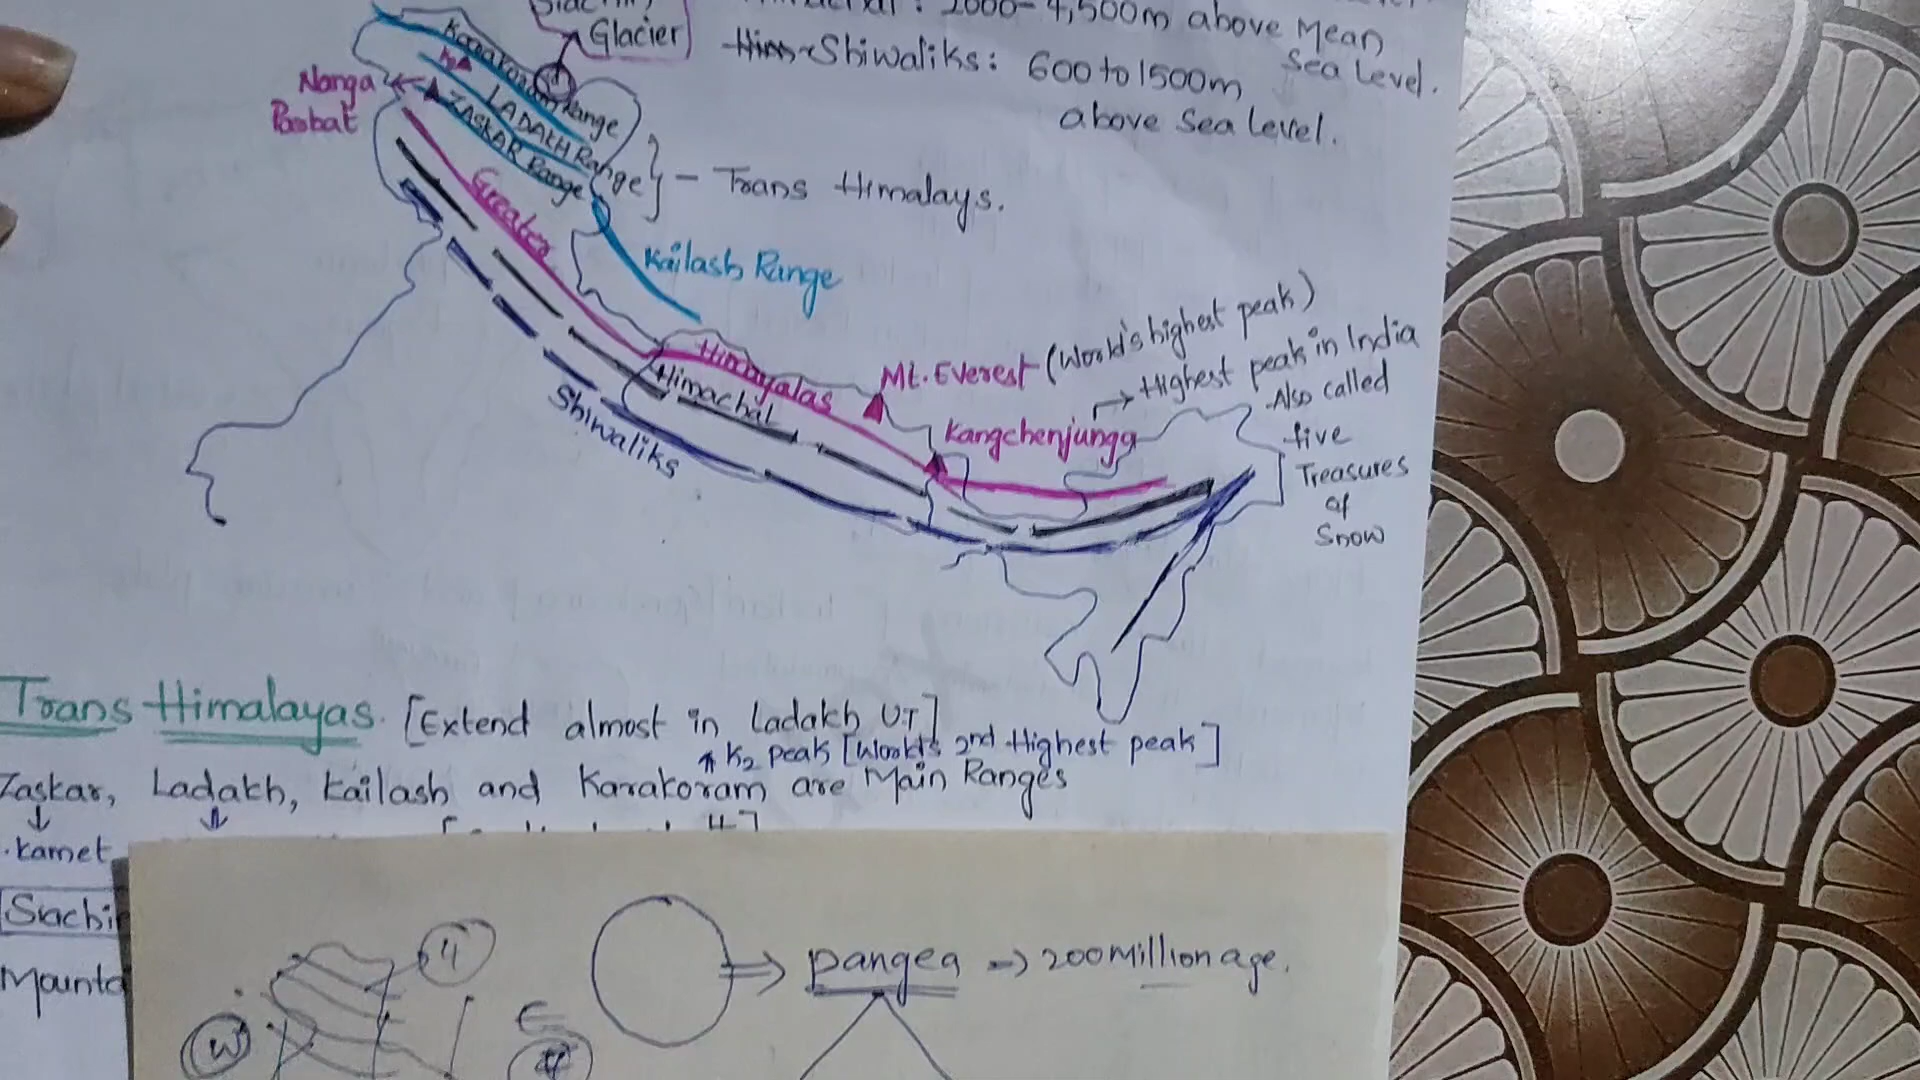 Glacier
2000-4,500m above Mean
Sea Level.
Shiwaliks: 600 to 1500m
above Sea Level.
Karakoram Range
K2
LADAKH Range
ZASKAR Range
Nanga
Parbat
- Trans Himalays.
Greater
Kailash Range
Himalayas
Himachal
Shiwaliks
Mt. Everest (World's highest peak)
Kangchenjunga
→ Highest peak in India
Also called
five
Treasures
of
Snow
Trans Himalayas. [Extend almost in Ladakh UT]
K2 peak [World's 2nd Highest peak]
Zaskar, Ladakh, Kailash and Karakoram are Main Ranges
Kamet
pangea → 200 million age.
4
W
E